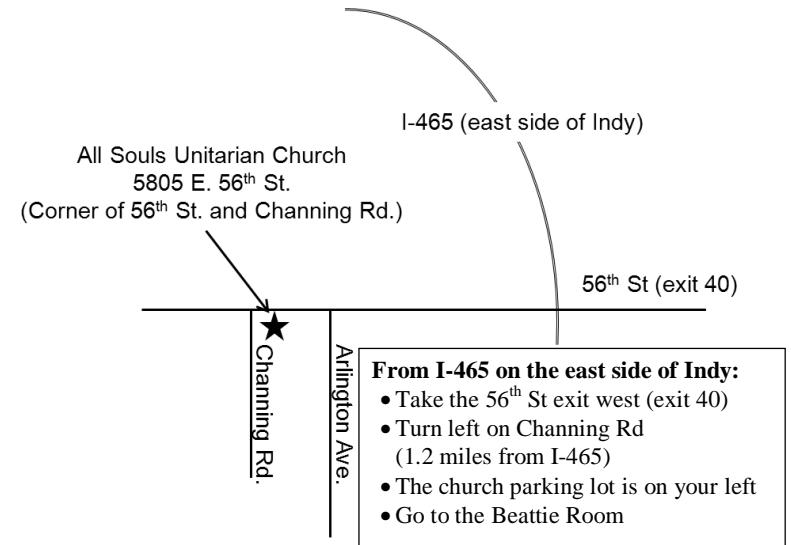 I-465 (east side of Indy)
All Souls Unitarian Church
5805 E. 56th St.
(Corner of 56th St. and Channing Rd.)
56th St (exit 40)
Channing Rd.
Arlington Ave.
From I-465 on the east side of Indy:
• Take the 56th St exit west (exit 40)
• Turn left on Channing Rd
(1.2 miles from I-465)
• The church parking lot is on your left
• Go to the Beattie Room